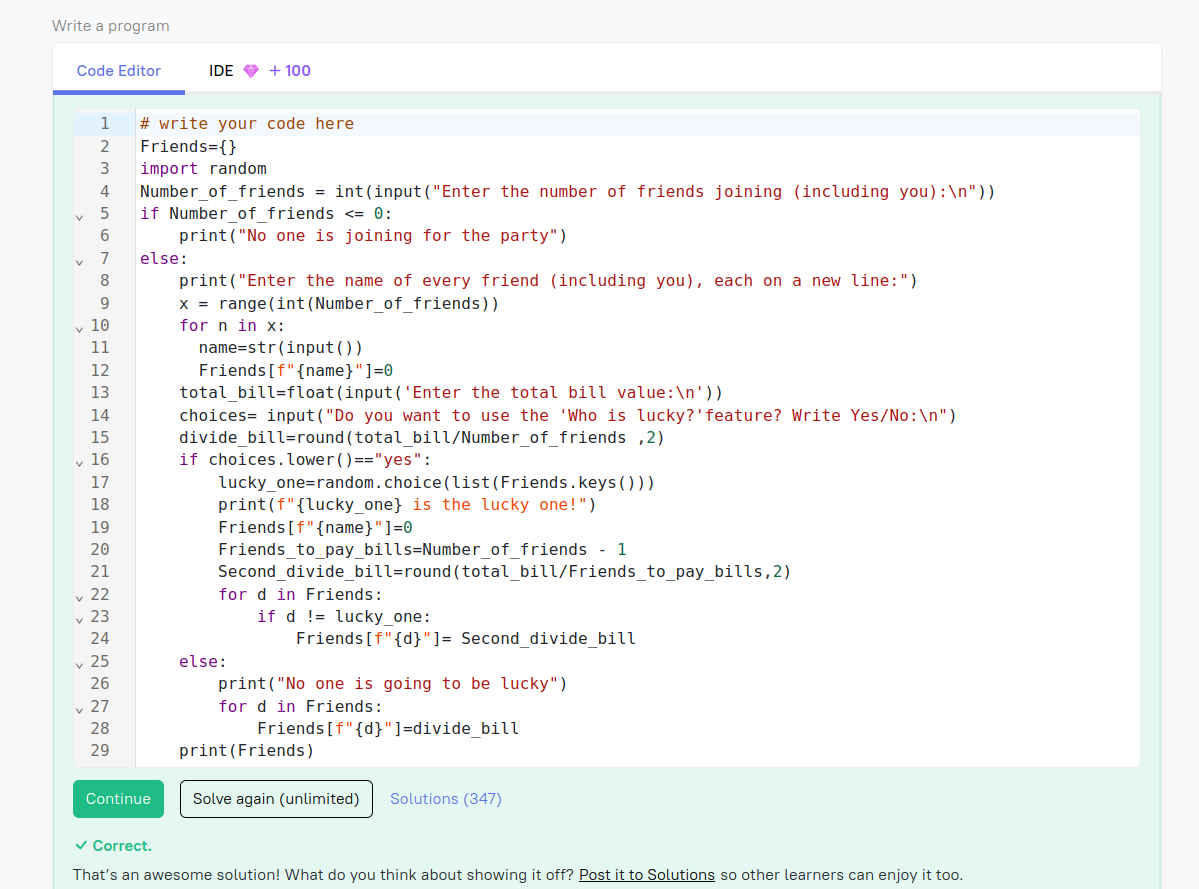 Write a program
Code Editor IDE + 100
1 # write your code here
2 Friends={}
3 import random
4 Number_of_friends = int(input("Enter the number of friends joining (including you):\n"))
5 if Number_of_friends <= 0:
6     print("No one is joining for the party")
7 else:
8     print("Enter the name of every friend (including you), each on a new line:")
9     x = range(int(Number_of_friends))
10     for n in x:
11       name=str(input())
12       Friends[f"{name}"]=0
13     total_bill=float(input('Enter the total bill value:\n'))
14     choices= input("Do you want to use the 'Who is lucky?'feature? Write Yes/No:\n")
15     divide_bill=round(total_bill/Number_of_friends ,2)
16     if choices.lower()=="yes":
17         lucky_one=random.choice(list(Friends.keys()))
18         print(f"{lucky_one} is the lucky one!")
19         Friends[f"{name}"]=0
20         Friends_to_pay_bills=Number_of_friends - 1
21         Second_divide_bill=round(total_bill/Friends_to_pay_bills,2)
22         for d in Friends:
23             if d != lucky_one:
24                 Friends[f"{d}"]= Second_divide_bill
25     else:
26         print("No one is going to be lucky")
27         for d in Friends:
28             Friends[f"{d}"]=divide_bill
29     print(Friends)
Continue Solve again (unlimited) Solutions (347)
✓ Correct.
That's an awesome solution! What do you think about showing it off? Post it to Solutions so other learners can enjoy it too.